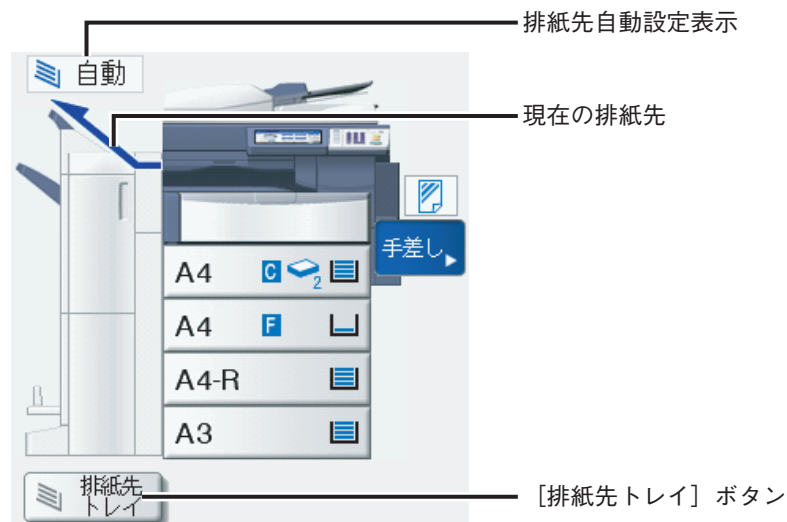 排紙先自動設定表示
自動
現在の排紙先
手差し
A4 C 2
A4 F
A4-R
A3
排紙先
トレイ
［排紙先トレイ］ボタン